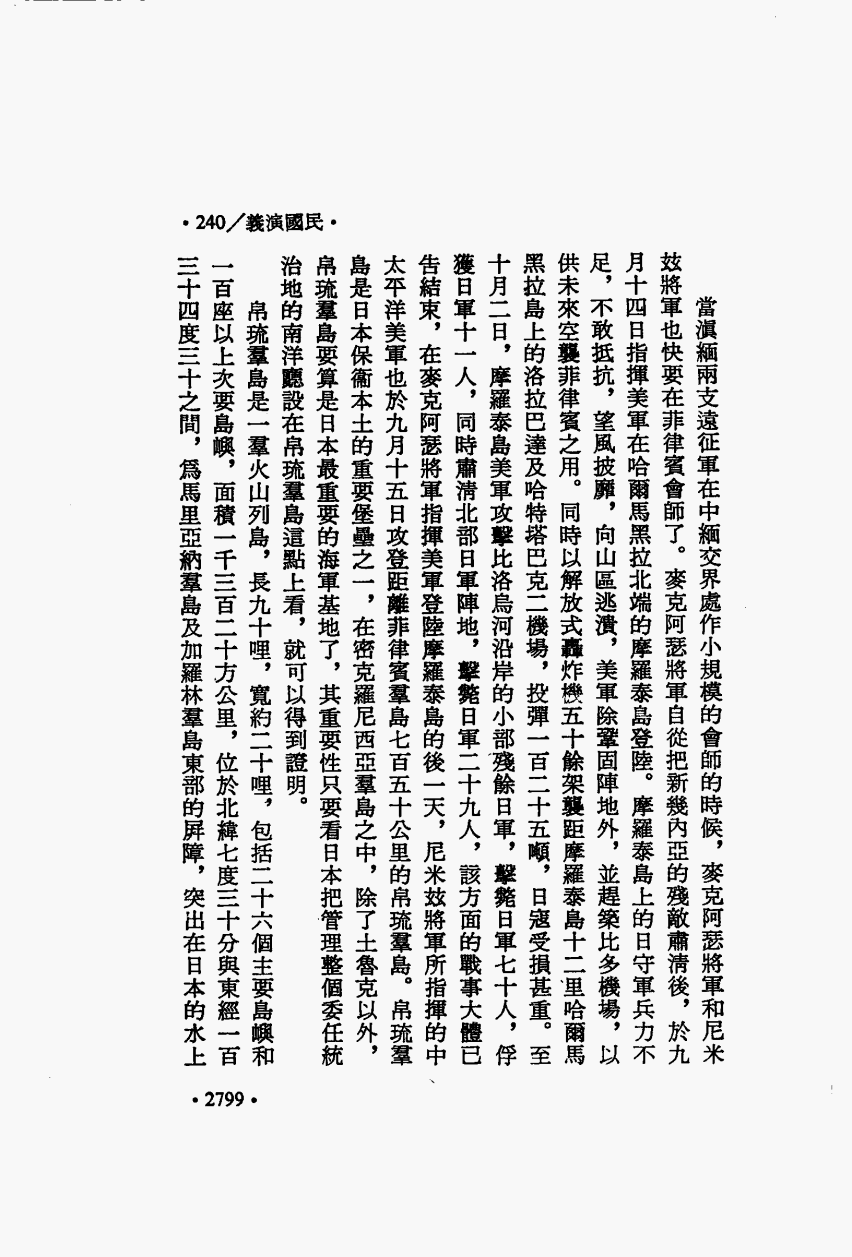 ・240／義演國民・
當滇緬兩支遠征軍在中緬交界處作小規模的會師的時候，麥克阿瑟將軍和尼米
玆將軍也快要在菲律賓會師了。麥克阿瑟將軍自從把新幾內亞的殘敵肅清後，於九
月十四日指揮美軍在哈爾馬黑拉北端的摩羅泰島登陸。摩羅泰島上的日守軍兵力不
足，不敢抵抗，望風披靡，向山區逃潰，美軍除鞏固陣地外，並趕築比多機場，以
供未來空襲菲律賓之用。同時以解放式轟炸機五十餘架襲距摩羅泰島十二里哈爾馬
黑拉島上的洛拉巴達及哈特塔巴克二機場，投彈一百二十五噸，日寇受損甚重。至
十月二日，摩羅泰島美軍攻擊比洛烏河沿岸的小部殘餘日軍，擊斃日軍七十人，俘
獲日軍十一人，同時肅清北部日軍陣地，擊斃日軍二十九人，該方面的戰事大體已
告結束，在麥克阿瑟將軍指揮美軍登陸摩羅泰島的後一天，尼米玆將軍所指揮的中
太平洋美軍也於九月十五日攻登距離菲律賓羣島七百五十公里的帛琉羣島。帛琉羣
島是日本保衞本土的重要堡壘之一，在密克羅尼西亞羣島之中，除了土魯克以外，
帛琉羣島要算是日本最重要的海軍基地了，其重要性只要看日本把管理整個委任統
治地的南洋廳設在帛琉羣島這點上看，就可以得到證明。
帛琉羣島是一羣火山列島，長九十哩，寬約二十哩，包括二十六個主要島嶼和
一百座以上次要島嶼，面積一千三百二十方公里，位於北緯七度三十分與東經一百
三十四度三十之間，爲馬里亞納羣島及加羅林羣島東部的屛障，突出在日本的水上
・2799・